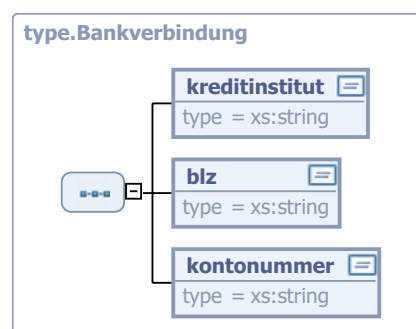 type.Bankverbindung
kreditinstitut
type = xs:string
blz
type = xs:string
kontonummer
type = xs:string